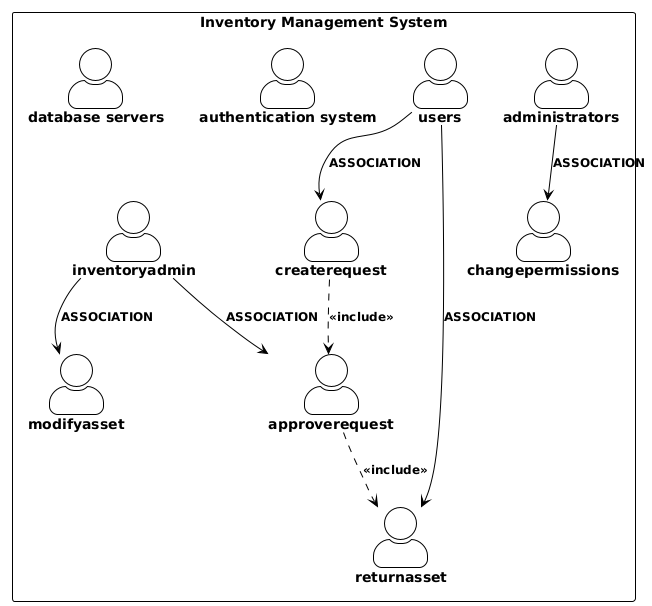 Inventory Management System
database servers
authentication system
users
administrators
ASSOCIATION
ASSOCIATION
inventoryadmin
createrequest
changepermissions
ASSOCIATION
ASSOCIATION
«include»
ASSOCIATION
modifyasset
approverequest
«include»
returnasset